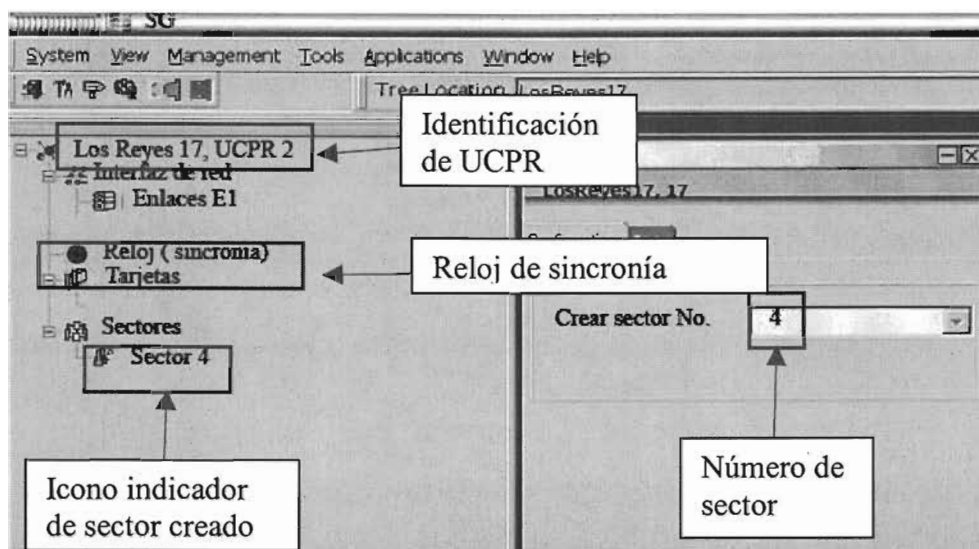 SG
System View Management Tools Applications Window Help
Tree Location LosReyes17
Identificación
de UCPR
Los Reyes 17, UCPR 2
Interfaz de red
Enlaces E1
LosReyes17, 17
Reloj ( sincronia)
Reloj de sincronía
Tarjetas
Crear sector No. 4
Sectores
Sector 4
Icono indicador
de sector creado
Número de
sector